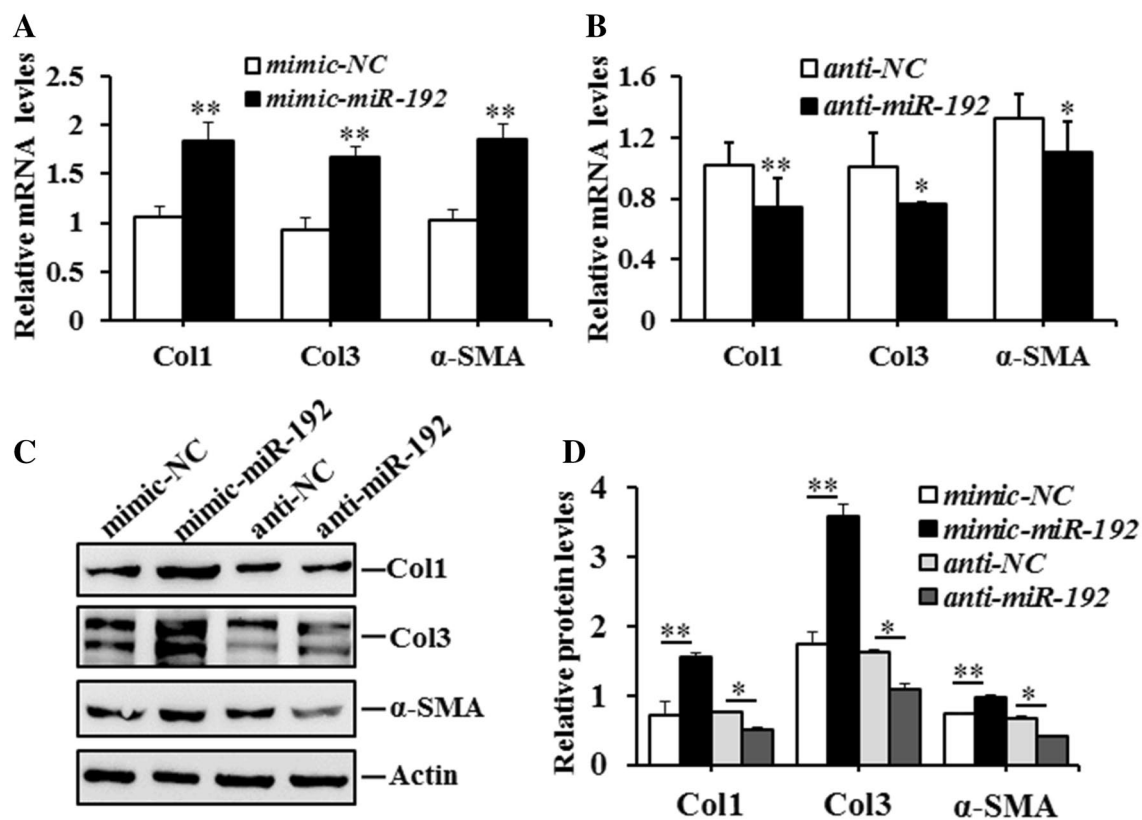 A
Relative mRNA levles
mimic-NC
mimic-miR-192
2.5
2
1.5
1
0.5
0
**
**
**
Col1 Col3 α-SMA
B
Relative mRNA levles
anti-NC
anti-miR-192
1.6
1.2
0.8
0.4
0
**
*
*
Col1 Col3 α-SMA
C
mimic-NC
mimic-miR-192
anti-NC
anti-miR-192
Col1
Col3
α-SMA
Actin
D
Relative protein levles
mimic-NC
mimic-miR-192
anti-NC
anti-miR-192
4
3
2
1
0
**
*
**
*
**
*
Col1 Col3 α-SMA